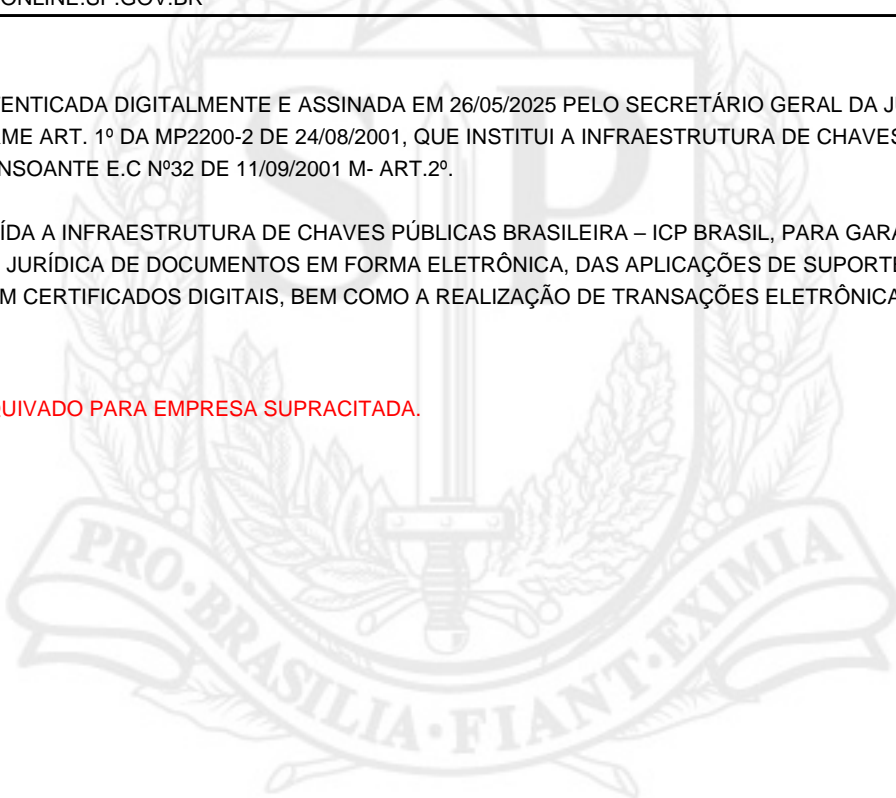 ONLINE.SP.GOV.BR
ENTICADA DIGITALMENTE E ASSINADA EM 26/05/2025 PELO SECRETÁRIO GERAL DA J
ME ART. 1º DA MP2200-2 DE 24/08/2001, QUE INSTITUI A INFRAESTRUTURA DE CHAVES
NSOANTE E.C Nº32 DE 11/09/2001 M- ART.2º.
ÍDA A INFRAESTRUTURA DE CHAVES PÚBLICAS BRASILEIRA – ICP BRASIL, PARA GARA
JURÍDICA DE DOCUMENTOS EM FORMA ELETRÔNICA, DAS APLICAÇÕES DE SUPORTE
M CERTIFICADOS DIGITAIS, BEM COMO A REALIZAÇÃO DE TRANSAÇÕES ELETRÔNICA
UIVADO PARA EMPRESA SUPRACITADA.
SP
PRO·BRASILIA·FIANT·EXIMIA